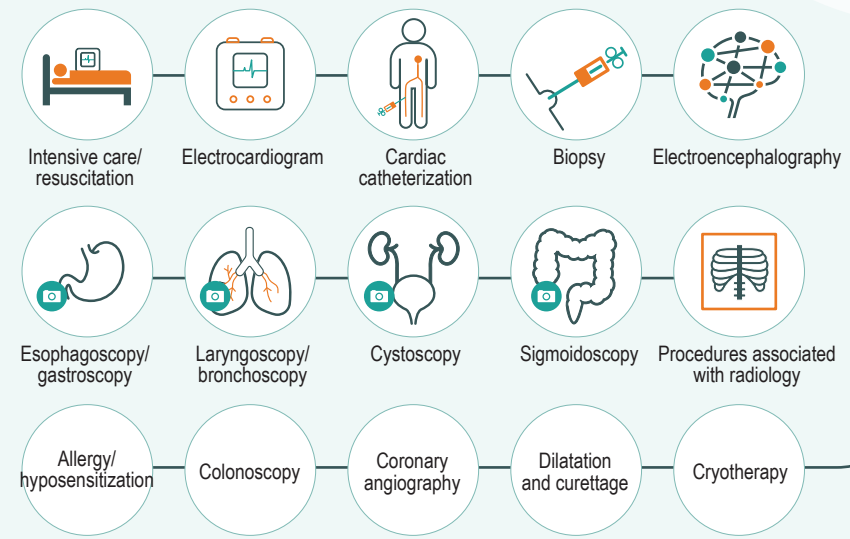 Intensive care/
resuscitation
Electrocardiogram
Cardiac
catheterization
Biopsy
Electroencephalography
Esophagoscopy/
gastroscopy
Laryngoscopy/
bronchoscopy
Cystoscopy
Sigmoidoscopy
Procedures associated
with radiology
Allergy/
hyposensitization
Colonoscopy
Coronary
angiography
Dilatation
and curettage
Cryotherapy